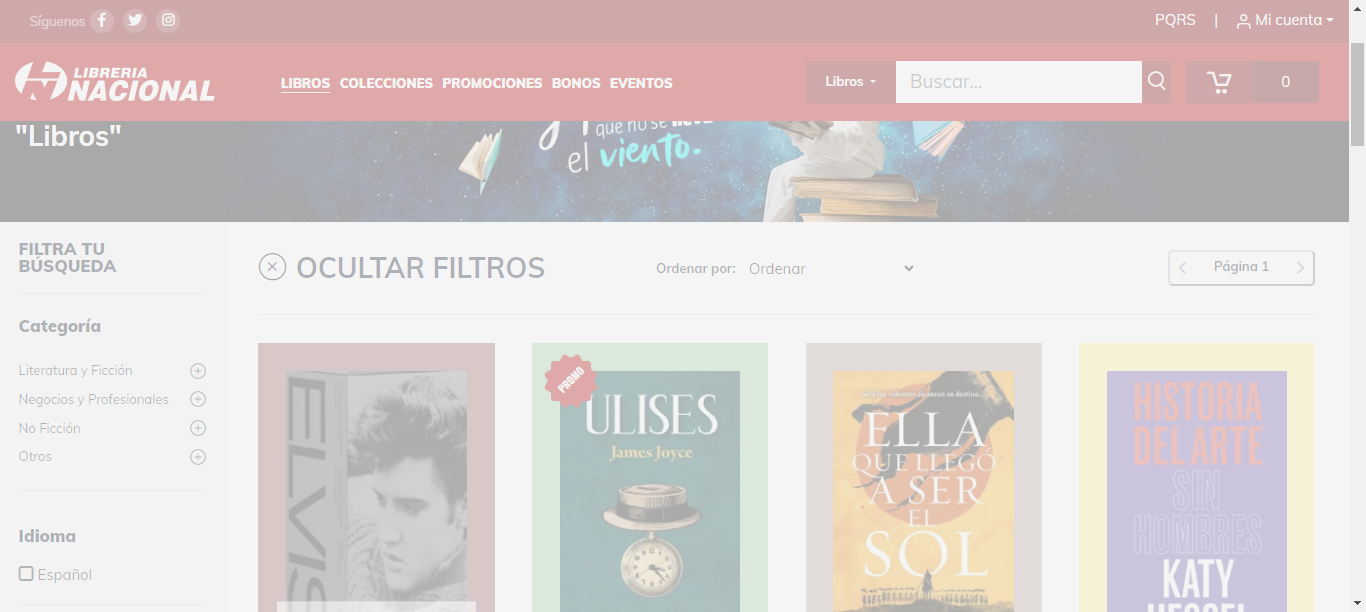 Síguenos
PQRS | Mi cuenta
LIBRERIA
NACIONAL
LIBROS COLECCIONES PROMOCIONES BONOS EVENTOS
Libros
Buscar...
0
"Libros"
que no se lleva
el viento.
FILTRA TU
BÚSQUEDA
OCULTAR FILTROS
Ordenar por: Ordenar
Página 1
Categoría
Literatura y Ficción
Negocios y Profesionales
No Ficción
Otros
Idioma
Español
ELVIS
PROMO
ULISES
James Joyce
Solo los valientes alcanzan su destino...
ELLA
QUE LLEGÓ
A SER
EL
SOL
HISTORIA
DEL ARTE
SIN
HOMBRES
KATY
HESSEL